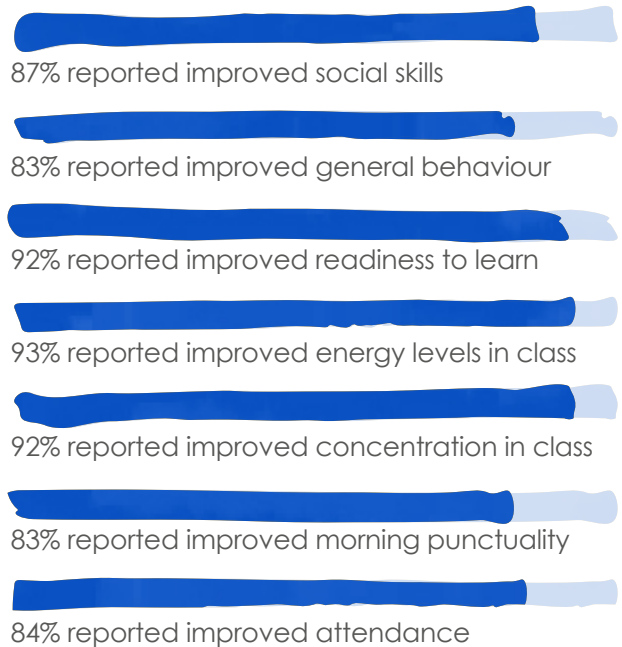 87% reported improved social skills
83% reported improved general behaviour
92% reported improved readiness to learn
93% reported improved energy levels in class
92% reported improved concentration in class
83% reported improved morning punctuality
84% reported improved attendance